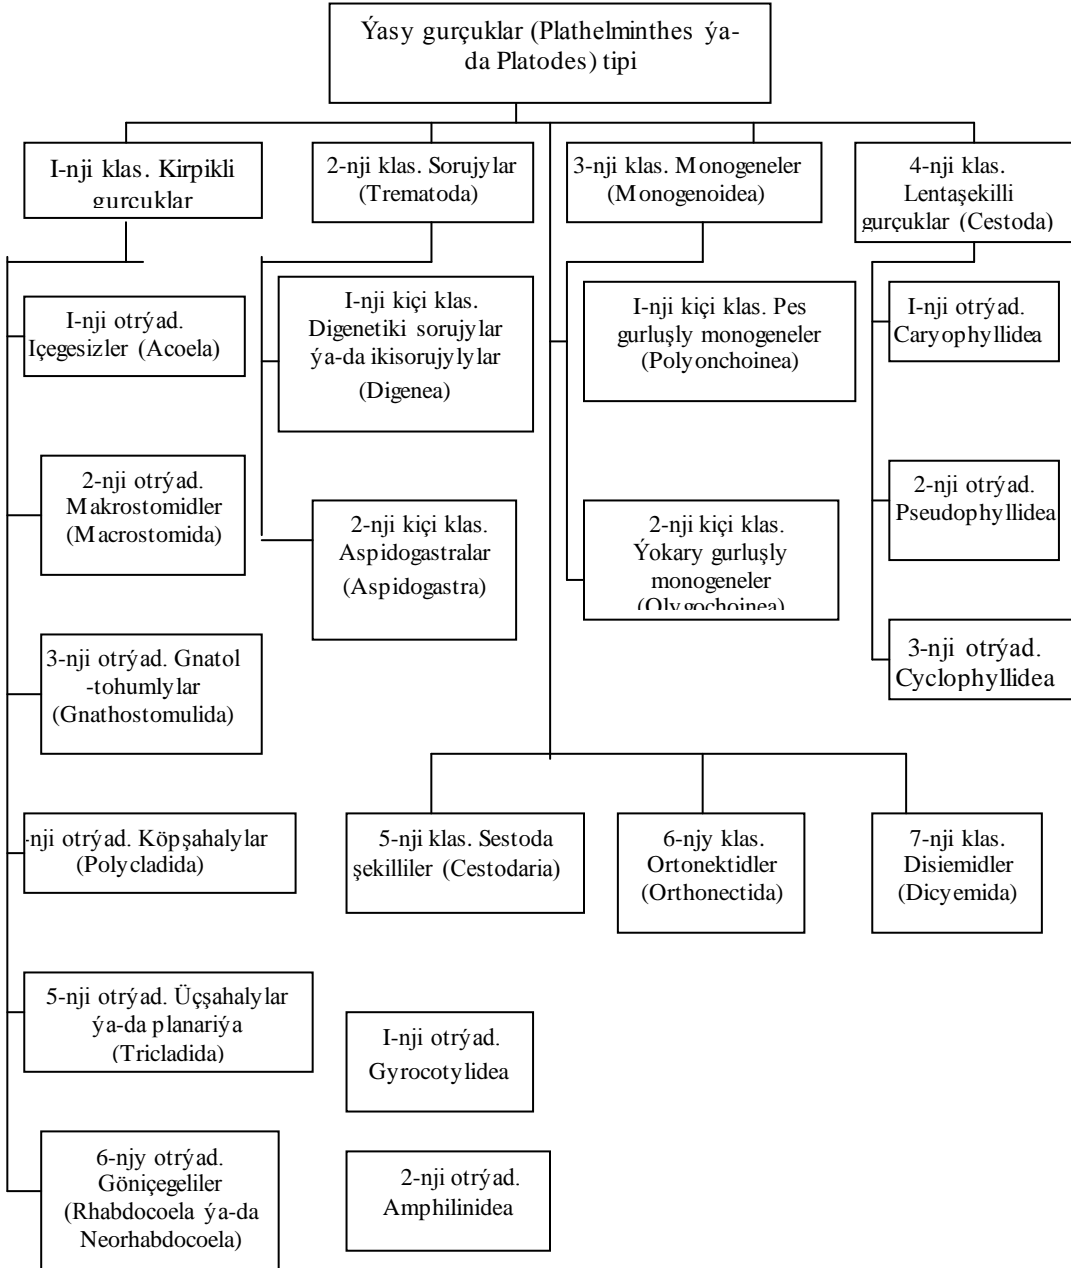 Ýasy gurçuklar (Plathelminthes ýa-
da Platodes) tipi
I-nji klas. Kirpikli
gurçuklar
2-nji klas. Sorujylar
(Trematoda)
3-nji klas. Monogeneler
(Monogenoidea)
4-nji klas.
Lentaşekilli
gurçuklar (Cestoda)
I-nji otrýad.
Içegesizler (Acoela)
I-nji kiçi klas.
Digenetiki sorujylar
ýa-da ikisorujylylar
(Digenea)
I-nji kiçi klas. Pes
gurluşly monogeneler
(Polyonchoinea)
I-nji otrýad.
Caryophyllidea
2-nji otrýad.
Makrostomidler
(Macrostomida)
2-nji kiçi klas.
Aspidogastralar
(Aspidogastra)
2-nji kiçi klas.
Ýokary gurluşly
monogeneler
(Olygochoinea)
2-nji otrýad.
Pseudophyllidea
3-nji otrýad. Gnatol
-tohumlylar
(Gnathostomulida)
3-nji otrýad.
Cyclophyllidea
-nji otrýad. Köpşahalylar
(Polycladida)
5-nji klas. Sestoda
şekilliler (Cestodaria)
6-njy klas.
Ortonektidler
(Orthonectida)
7-nji klas.
Disiemidler
(Dicyemida)
5-nji otrýad. Üçşahalylar
ýa-da planariýa
(Tricladida)
I-nji otrýad.
Gyrocotylidea
6-njy otrýad.
Göniçegeliler
(Rhabdocoela ýa-da
Neorhabdocoela)
2-nji otrýad.
Amphilinidea